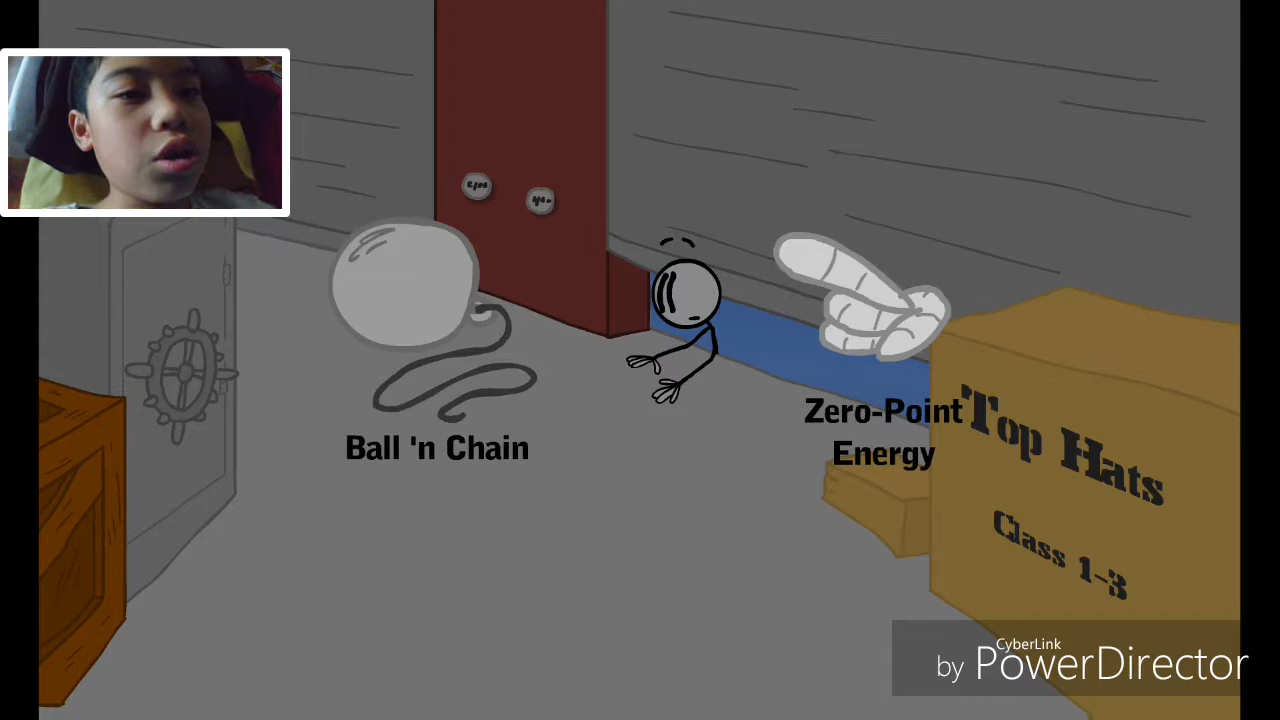 Ball 'n Chain
Zero-Point
Energy
Top Hats
Class 1-3
CyberLink
by PowerDirector